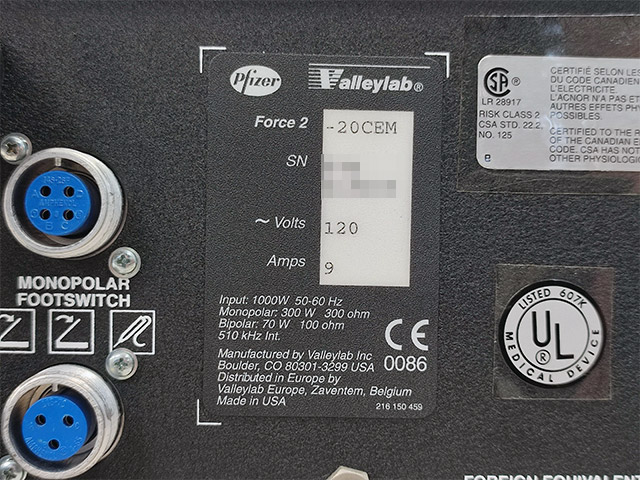 Pfizer
Valleylab®
Force 2 -20CEM
SN
~ Volts 120
Amps 9
Input: 1000W 50-60 Hz
Monopolar: 300 W 300 ohm
Bipolar: 70 W 100 ohm
510 kHz Int.
CE
0086
Manufactured by Valleylab Inc
Boulder, CO 80301-3299 USA
Distributed in Europe by
Valleylab Europe, Zaventem, Belgium
Made in USA
216 150 459
MONOPOLAR
FOOTSWITCH
AMPHENOL
®
LR 28917
RISK CLASS 2
CSA STD. 22.2
NO. 125
B
CERTIFIÉ SELON LES
DU CODE CANADIEN
L'ELECTRICITE.
L'ACNOR N'A PAS ET
AUTRES EFFETS PHY
POSSIBLES.
CERTIFIED TO THE
OF THE CANADIAN E
CODE. CSA HAS NOT
OTHER PHYSIOLOGI
LISTED 607K
UL
®
MEDICAL DEVICE
FOREIGN EQUIVALENT